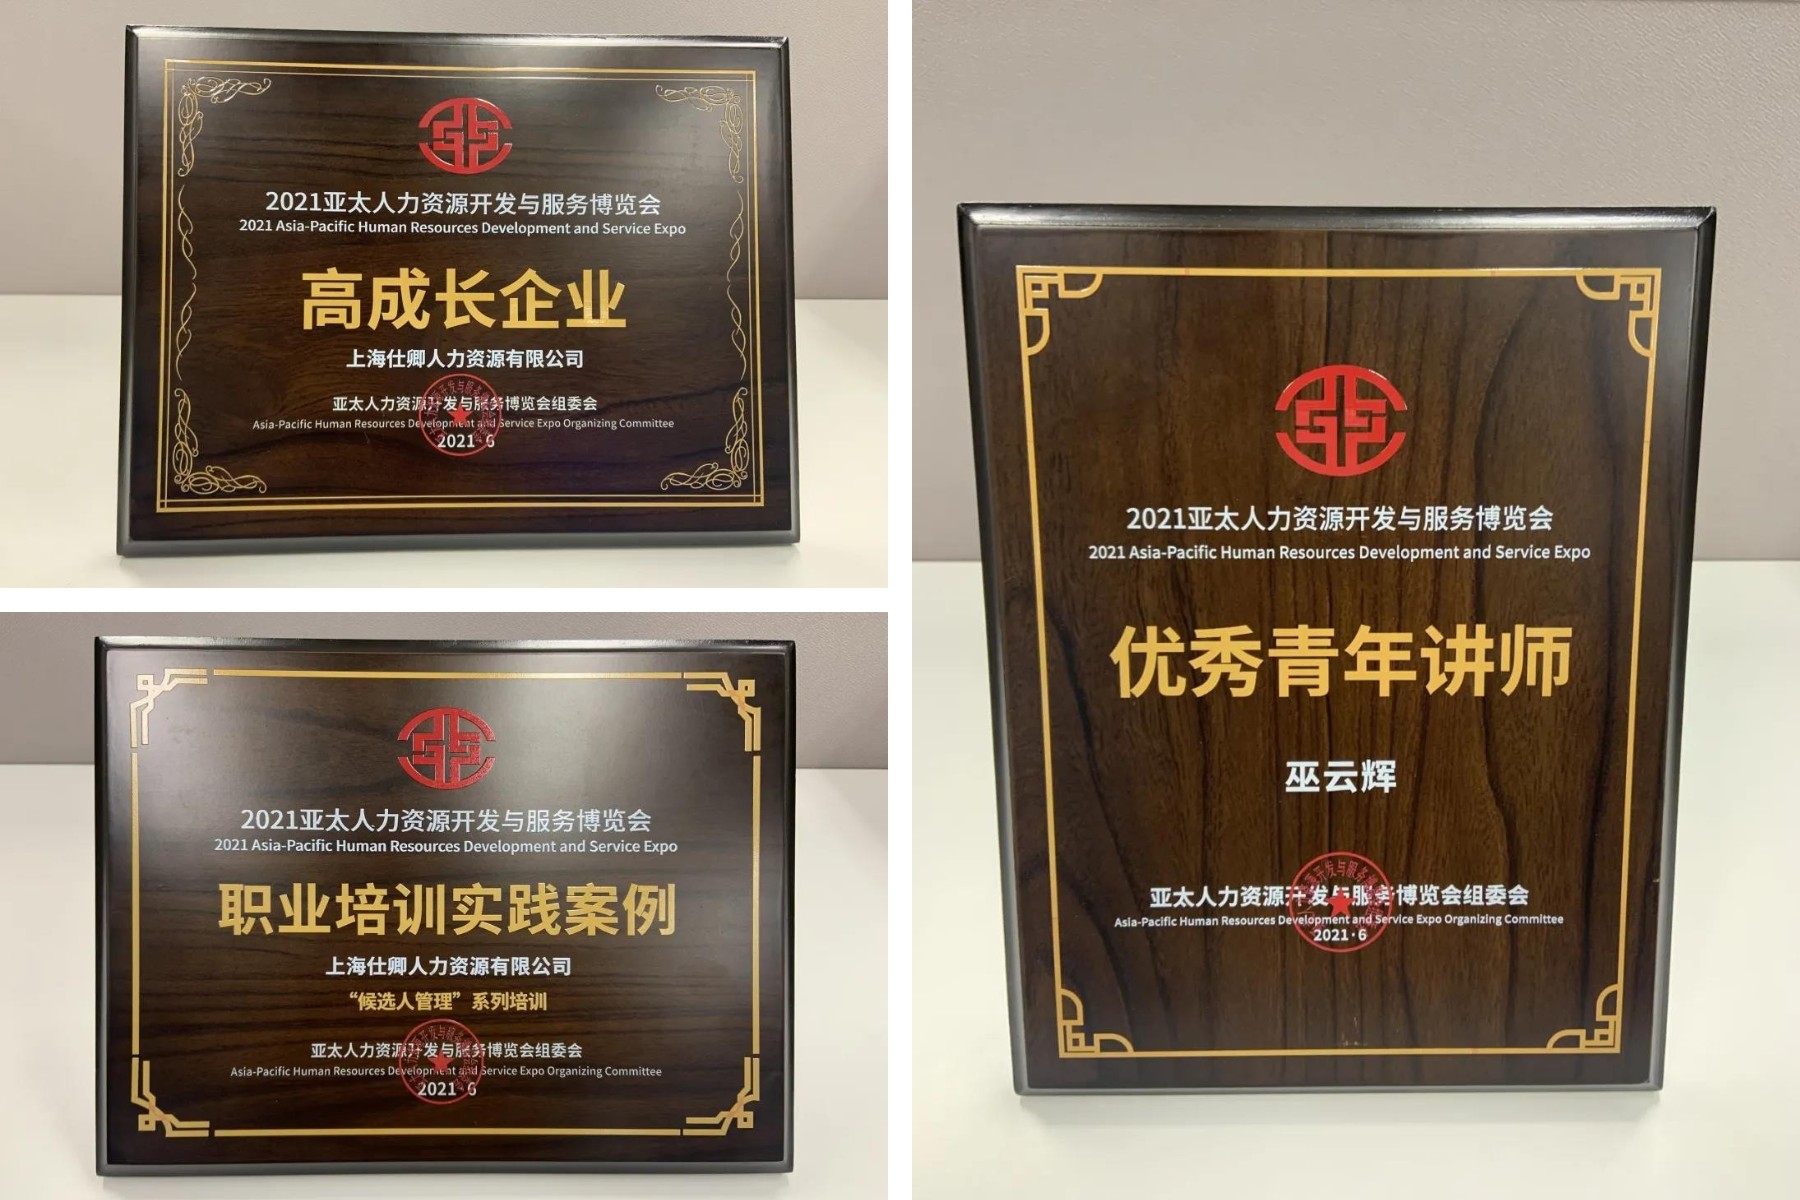 2021亚太人力资源开发与服务博览会
2021 Asia-Pacific Human Resources Development and Service Expo
高成长企业
上海仕卿人力资源有限公司
亚太人力资源开发与服务博览会组委会
Asia-Pacific Human Resources Development and Service Expo Organizing Committee
2021·6
2021亚太人力资源开发与服务博览会
2021 Asia-Pacific Human Resources Development and Service Expo
职业培训实践案例
上海仕卿人力资源有限公司
“候选人管理”系列培训
亚太人力资源开发与服务博览会组委会
Asia-Pacific Human Resources Development and Service Expo Organizing Committee
2021·6
2021亚太人力资源开发与服务博览会
2021 Asia-Pacific Human Resources Development and Service Expo
优秀青年讲师
巫云辉
亚太人力资源开发与服务博览会组委会
Asia-Pacific Human Resources Development and Service Expo Organizing Committee
2021·6